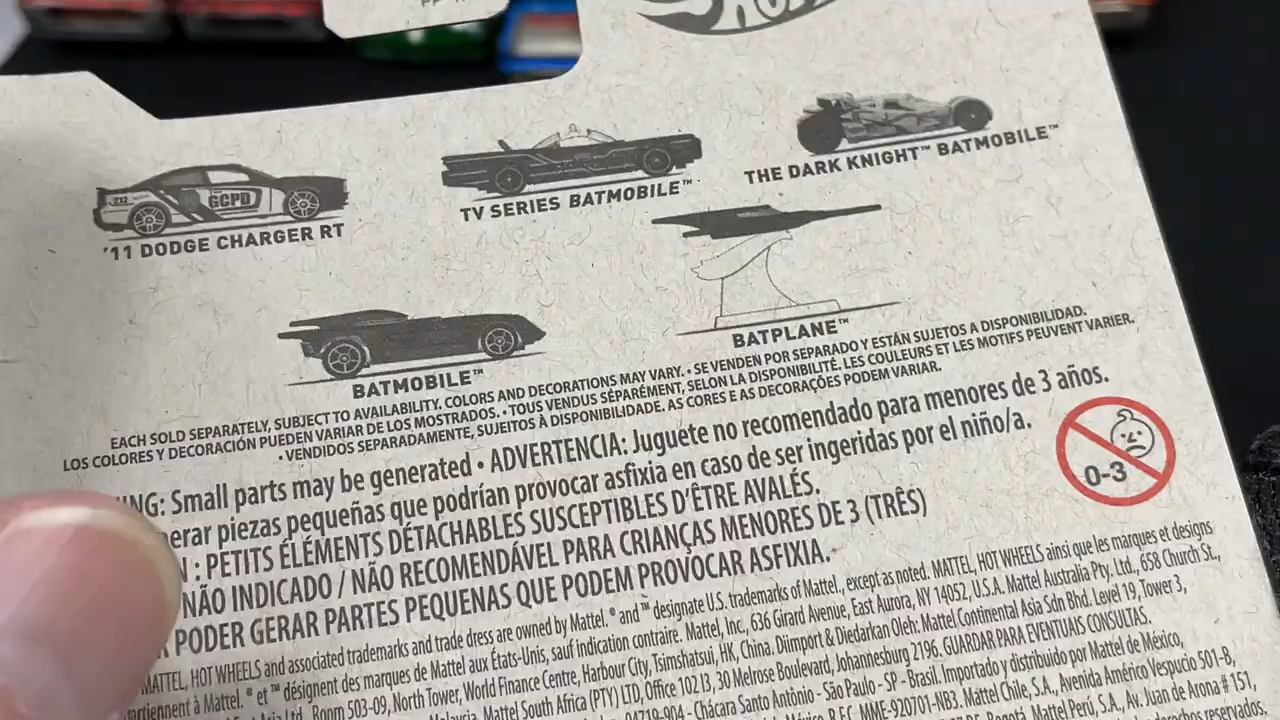 GCPD
'11 DODGE CHARGER RT
TV SERIES BATMOBILE™
THE DARK KNIGHT™ BATMOBILE™
BATMOBILE™
BATPLANE™
EACH SOLD SEPARATELY, SUBJECT TO AVAILABILITY. COLORS AND DECORATIONS MAY VARY. • SE VENDEN POR SEPARADO Y ESTÁN SUJETOS A DISPONIBILIDAD.
LOS COLORES Y DECORACIÓN PUEDEN VARIAR DE LOS MOSTRADOS. • TOUS VENDUS SÉPARÉMENT, SELON LA DISPONIBILITÉ. LES COULEURS ET LES MOTIFS PEUVENT VARIER.
• VENDIDOS SEPARADAMENTE, SUJEITOS À DISPONIBILIDADE. AS CORES E AS DECORAÇÕES PODEM VARIAR.
NG: Small parts may be generated • ADVERTENCIA: Juguete no recomendado para menores de 3 años.
erar piezas pequeñas que podrían provocar asfixia en caso de ser ingeridas por el niño/a.
N : PETITS ÉLÉMENTS DÉTACHABLES SUSCEPTIBLES D'ÊTRE AVALÉS.
NÃO INDICADO / NÃO RECOMENDÁVEL PARA CRIANÇAS MENORES DE 3 (TRÊS)
PODER GERAR PARTES PEQUENAS QUE PODEM PROVOCAR ASFIXIA.
0-3
MATTEL, HOT WHEELS and associated trademarks and trade dress are owned by Mattel. ® and ™ designate U.S. trademarks of Mattel, except as noted. MATTEL, HOT WHEELS ainsi que les marques et designs
artiennent à Mattel. ® et ™ désignent des marques de Mattel aux États-Unis, sauf indication contraire. Mattel, Inc., 636 Girard Avenue, East Aurora, NY 14052, U.S.A. Mattel Australia Pty. Ltd., 658 Church St.,
Asia Ltd., Room 503-09, North Tower, World Finance Centre, Harbour City, Tsimshatsui, HK, China. Diimport & Diedarkan Oleh: Mattel Continental Asia Sdn Bhd. Level 19, Tower 3,
Malaysia. Mattel South Africa (PTY) LTD, Office 102 I3, 30 Melrose Boulevard, Johannesburg 2196. GUARDAR PARA EVENTUAIS CONSULTAS.
04719-904 - Chácara Santo Antônio - São Paulo - SP - Brasil. Importado y distribuido por Mattel de México,
México. R.F.C. MME-920701-NB3. Mattel Chile, S.A., Avenida Américo Vespucio 501-B,
Bogotá. Mattel Perú, S.A., Av. Juan de Arona # 151,
derechos reservados.